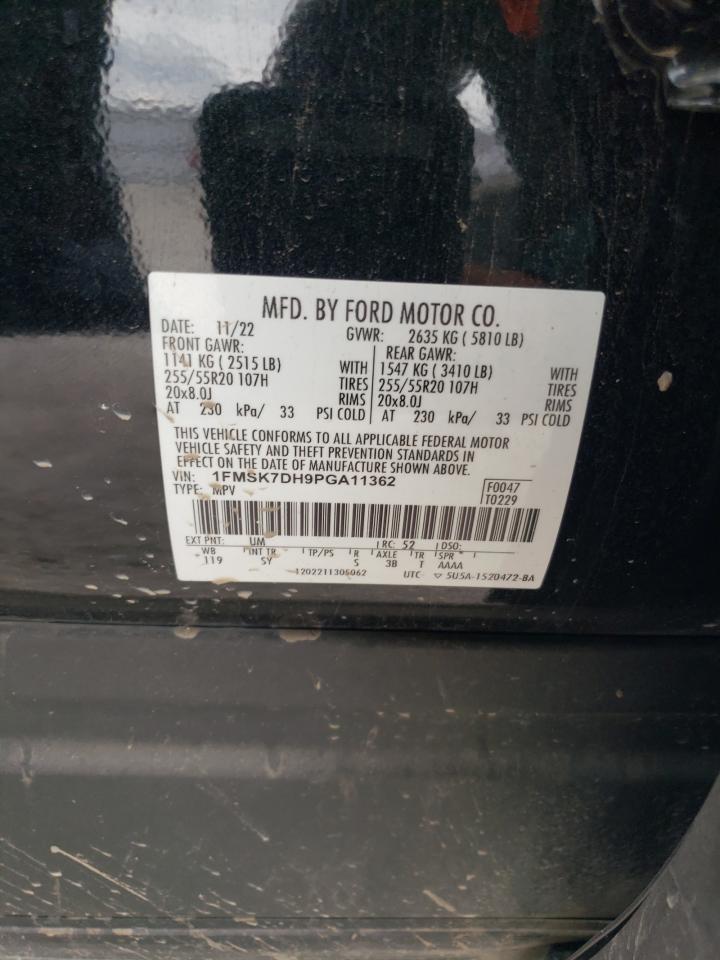 MFD. BY FORD MOTOR CO.
DATE: 11/22 GVWR: 2635 KG ( 5810 LB)
FRONT GAWR: REAR GAWR:
1141 KG ( 2515 LB) WITH 1547 KG ( 3410 LB) WITH
255/55R20 107H TIRES 255/55R20 107H TIRES
20x8.0J RIMS 20x8.0J RIMS
AT 230 kPa/ 33 PSI COLD AT 230 kPa/ 33 PSI COLD
THIS VEHICLE CONFORMS TO ALL APPLICABLE FEDERAL MOTOR
VEHICLE SAFETY AND THEFT PREVENTION STANDARDS IN
EFFECT ON THE DATE OF MANUFACTURE SHOWN ABOVE.
VIN: 1FMSK7DH9PGA11362 F0047
TYPE: MPV T0229
EXT PNT: UM RC: 52 DSO:
WB INT TR TP/PS R AXLE TR SPR
119 SY S 3B T AAAA
1202211305062 UTC- ▽ 5U5A-1520472-BA